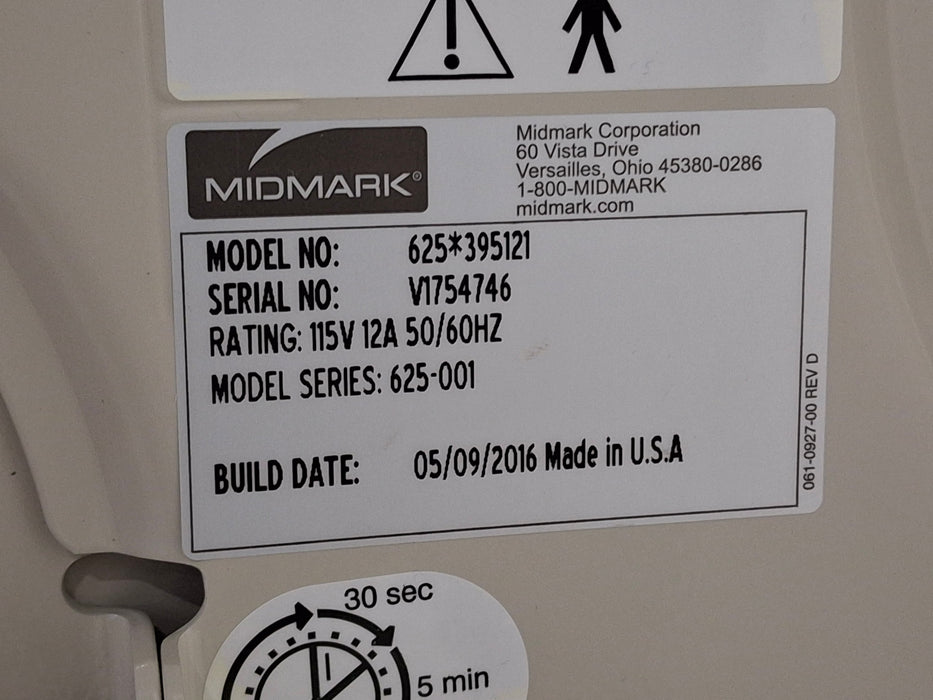 MIDMARK®
Midmark Corporation
60 Vista Drive
Versailles, Ohio 45380-0286
1-800-MIDMARK
midmark.com
MODEL NO: 625*395121
SERIAL NO: V1754746
RATING: 115V 12A 50/60HZ
MODEL SERIES: 625-001
BUILD DATE: 05/09/2016 Made in U.S.A
061-0927-00 REV D
30 sec
5 min